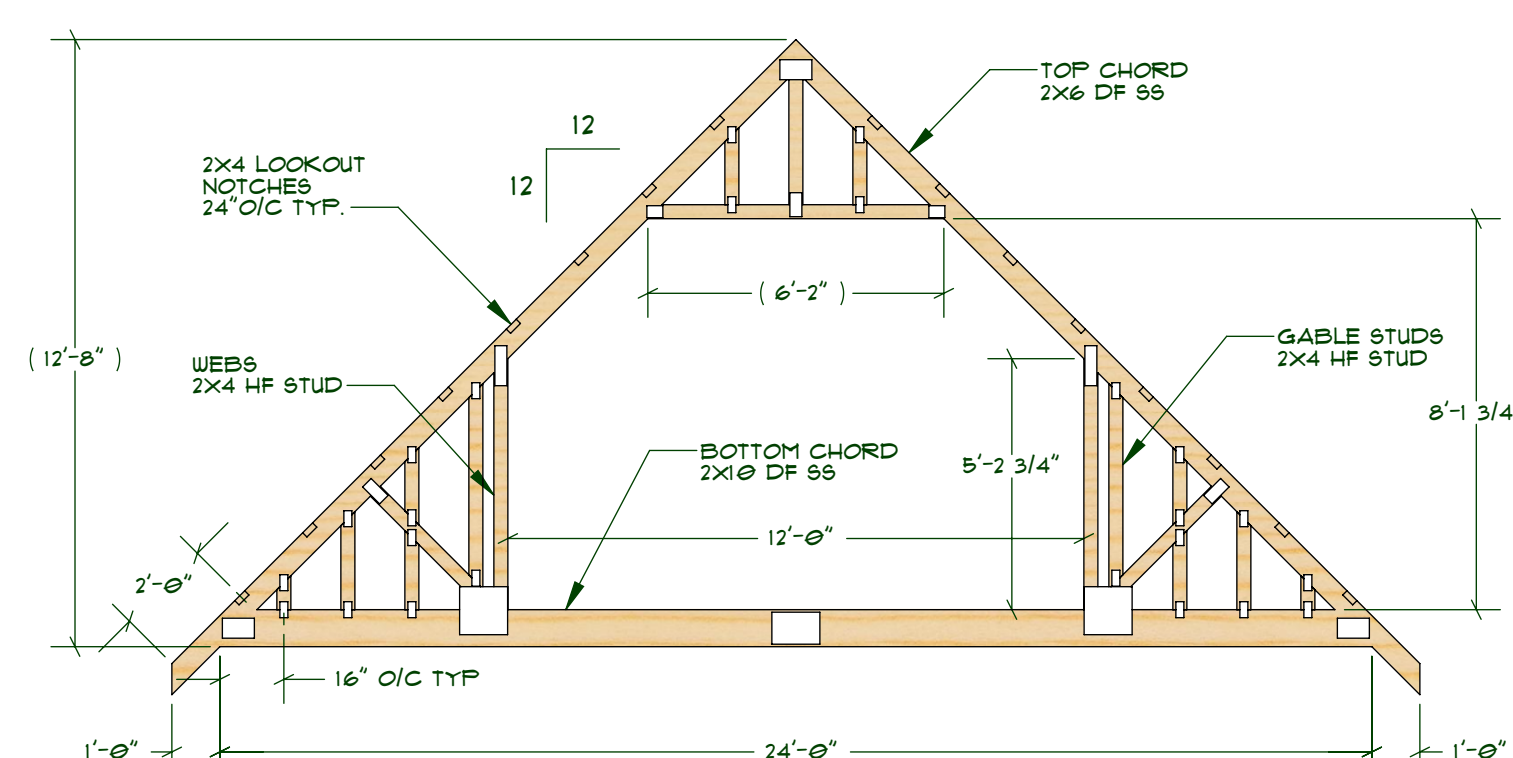 TOP CHORD
2X6 DF SS
12
12
2X4 LOOKOUT
NOTCHES
24"O/C TYP.
( 6'-2" )
( 12'-8" )
GABLE STUDS
2X4 HF STUD
WEBS
2X4 HF STUD
8'-1 3/4
BOTTOM CHORD
2X10 DF SS
5'-2 3/4"
12'-0"
2'-0"
16" O/C TYP
1'-0"
24'-0"
1'-0"